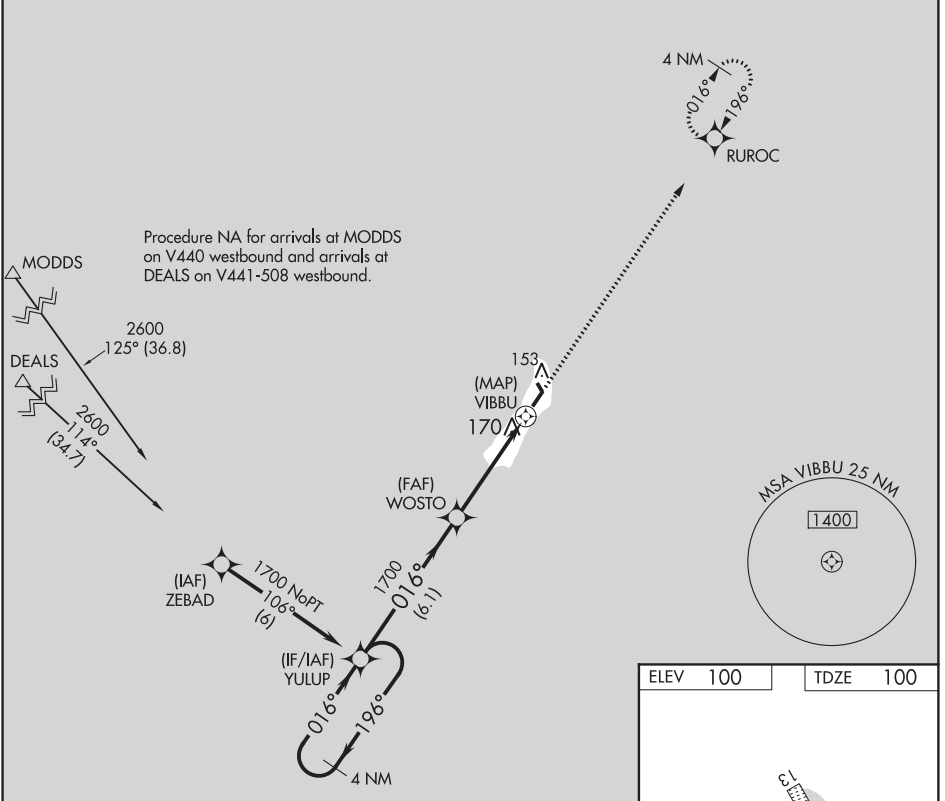 4 NM
016°
196°
RUROC
Procedure NA for arrivals at MODDS
on V440 westbound and arrivals at
DEALS on V441-508 westbound.
MODDS
2600
125° (36.8)
DEALS
2600
114°
(34.7)
153
(MAP)
VIBBU
170
(FAF)
WOSTO
MSA VIBBU 25 NM
1400
(IAF)
ZEBAD
1700 NoPT
106°
(6)
1700
016°
(6.1)
(IF/IAF)
YULUP
016°
196°
4 NM
ELEV 100
TDZE 100
13